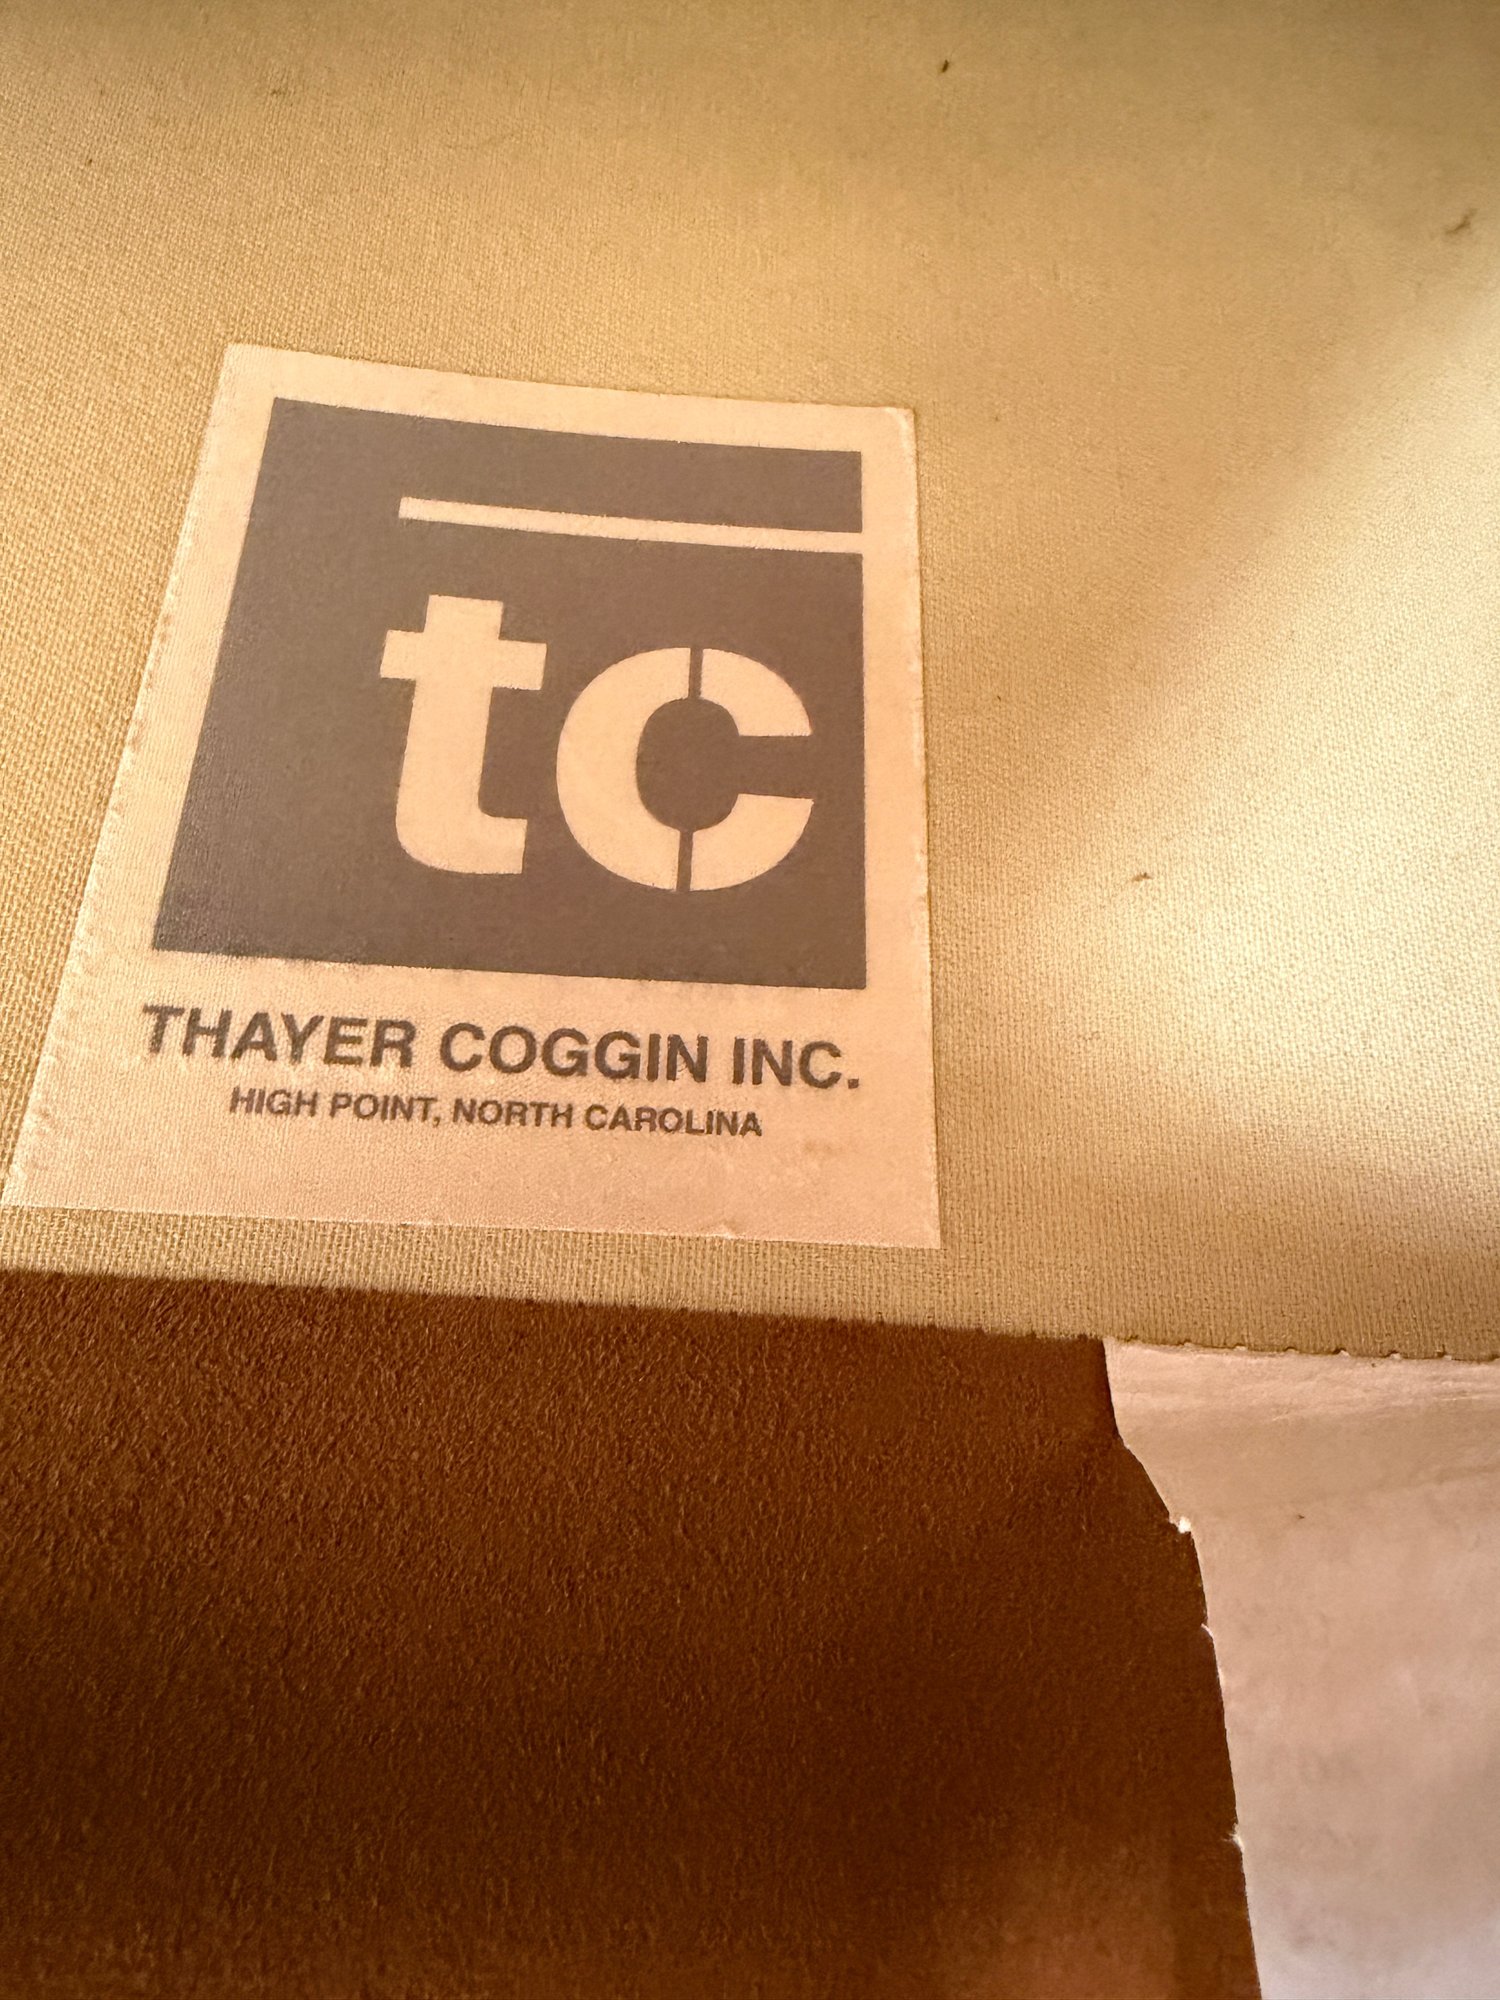 tc
THAYER COGGIN INC.
HIGH POINT, NORTH CAROLINA